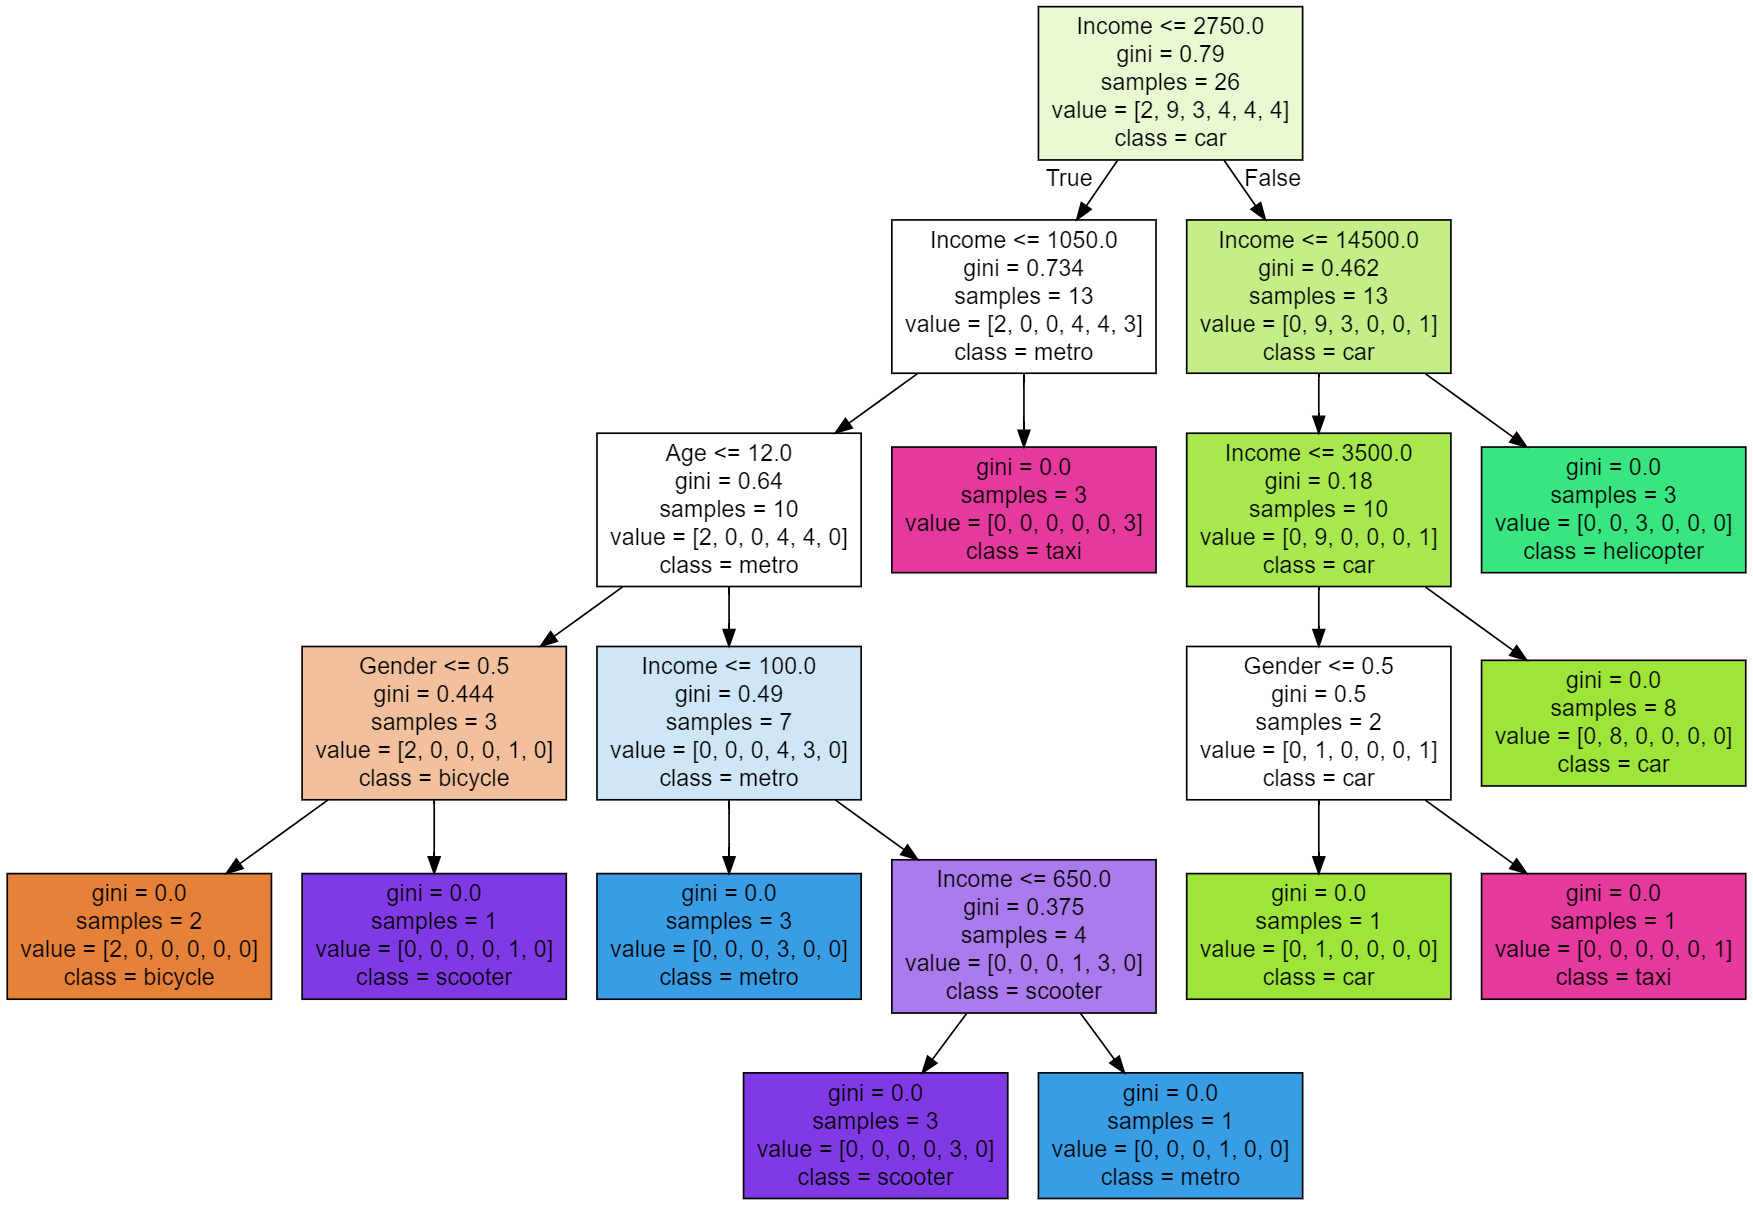 Income <= 2750.0
gini = 0.79
samples = 26
value = [2, 9, 3, 4, 4, 4]
class = car
True
False
Income <= 1050.0
gini = 0.734
samples = 13
value = [2, 0, 0, 4, 4, 3]
class = metro
Income <= 14500.0
gini = 0.462
samples = 13
value = [0, 9, 3, 0, 0, 1]
class = car
Age <= 12.0
gini = 0.64
samples = 10
value = [2, 0, 0, 4, 4, 0]
class = metro
gini = 0.0
samples = 3
value = [0, 0, 0, 0, 0, 3]
class = taxi
Income <= 3500.0
gini = 0.18
samples = 10
value = [0, 9, 0, 0, 0, 1]
class = car
gini = 0.0
samples = 3
value = [0, 0, 3, 0, 0, 0]
class = helicopter
Gender <= 0.5
gini = 0.444
samples = 3
value = [2, 0, 0, 0, 1, 0]
class = bicycle
Income <= 100.0
gini = 0.49
samples = 7
value = [0, 0, 0, 4, 3, 0]
class = metro
Gender <= 0.5
gini = 0.5
samples = 2
value = [0, 1, 0, 0, 0, 1]
class = car
gini = 0.0
samples = 8
value = [0, 8, 0, 0, 0, 0]
class = car
gini = 0.0
samples = 2
value = [2, 0, 0, 0, 0, 0]
class = bicycle
gini = 0.0
samples = 1
value = [0, 0, 0, 0, 1, 0]
class = scooter
gini = 0.0
samples = 3
value = [0, 0, 0, 3, 0, 0]
class = metro
Income <= 650.0
gini = 0.375
samples = 4
value = [0, 0, 0, 1, 3, 0]
class = scooter
gini = 0.0
samples = 1
value = [0, 1, 0, 0, 0, 0]
class = car
gini = 0.0
samples = 1
value = [0, 0, 0, 0, 0, 1]
class = taxi
gini = 0.0
samples = 3
value = [0, 0, 0, 0, 3, 0]
class = scooter
gini = 0.0
samples = 1
value = [0, 0, 0, 1, 0, 0]
class = metro